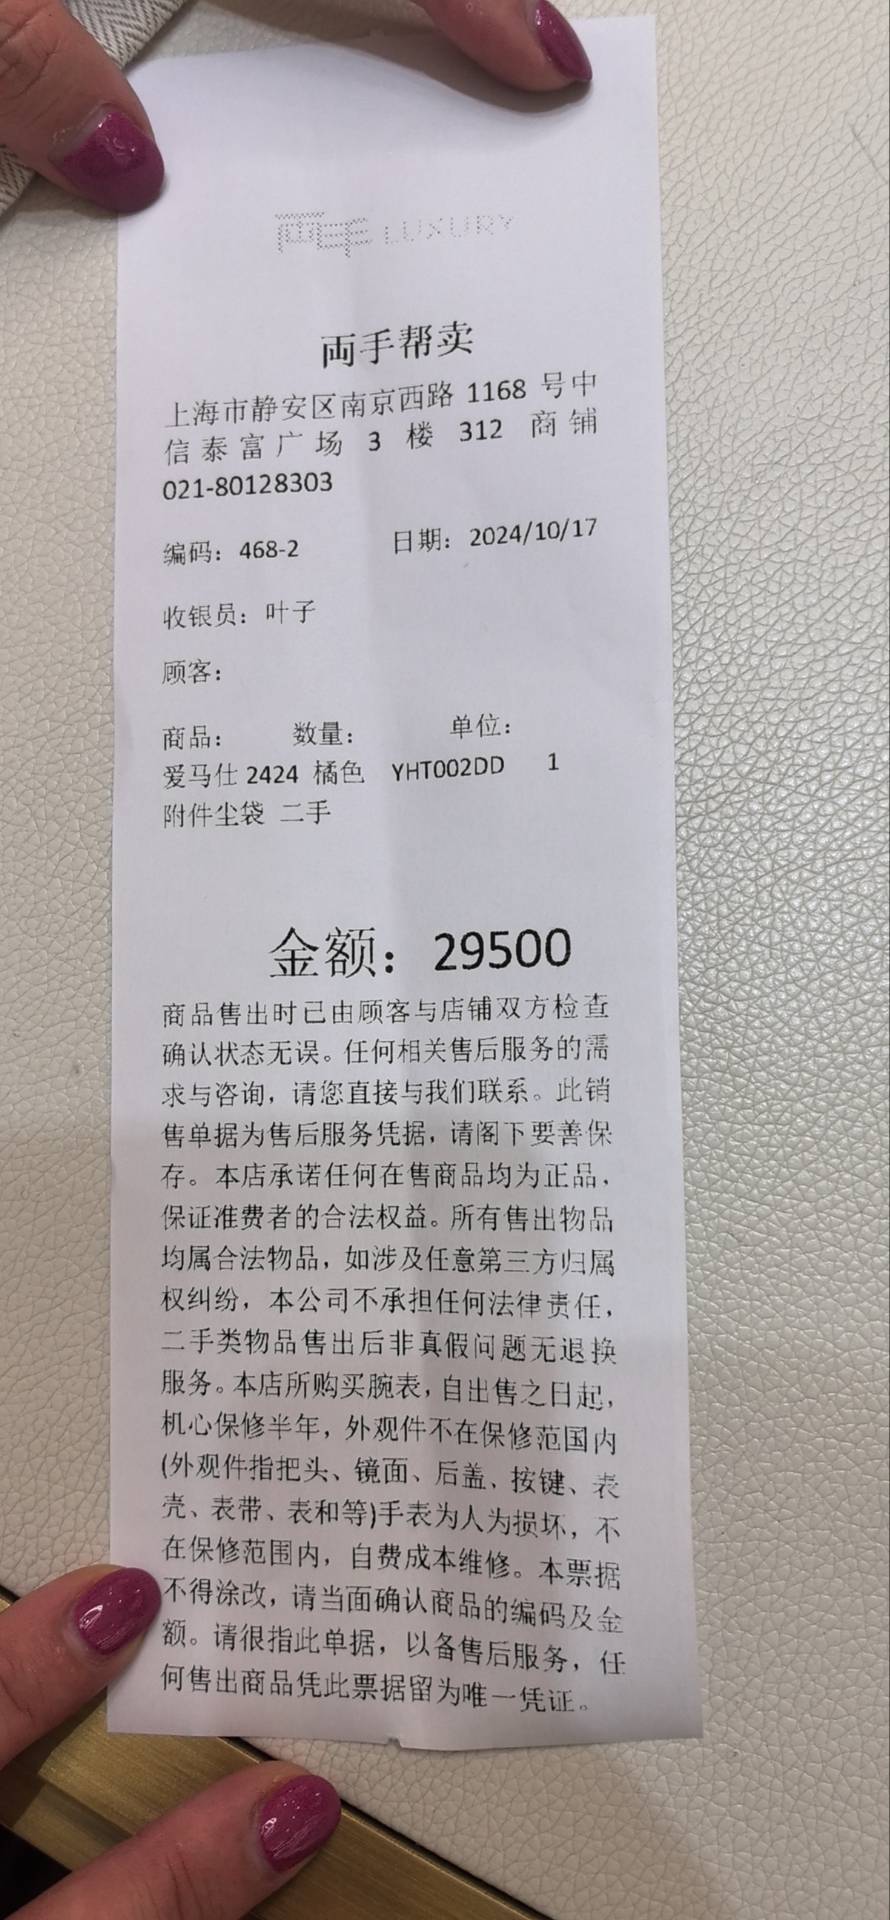 両手 LUXURY
両手帮卖
上海市静安区南京西路 1168 号中
信泰富广场 3 楼 312 商铺
021-80128303
编码：468-2 日期：2024/10/17
收银员：叶子
顾客：
商品： 数量： 单位：
爱马仕 2424 橘色 YHT002DD 1
附件尘袋 二手
金额：29500
商品售出时已由顾客与店铺双方检查
确认状态无误。任何相关售后服务的需
求与咨询，请您直接与我们联系。此销
售单据为售后服务凭据，请阁下要善保
存。本店承诺任何在售商品均为正品，
保证准费者的合法权益。所有售出物品
均属合法物品，如涉及任意第三方归属
权纠纷，本公司不承担任何法律责任，
二手类物品售出后非真假问题无退换
服务。本店所购买腕表，自出售之日起，
机心保修半年，外观件不在保修范围内
(外观件指把头、镜面、后盖、按键、表
壳、表带、表和等)手表为人为损坏，不
在保修范围内，自费成本维修。本票据
不得涂改，请当面确认商品的编码及金
额。请很指此单据，以备售后服务，任
何售出商品凭此票据留为唯一凭证。